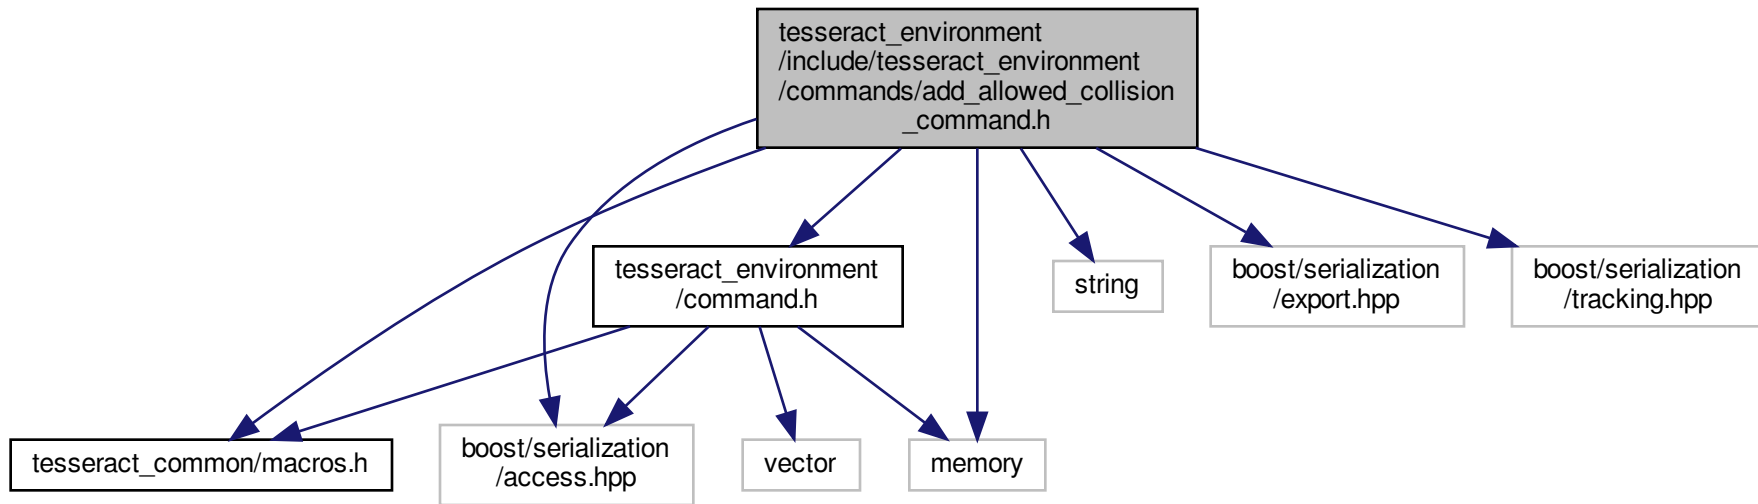 tesseract_environment
/include/tesseract_environment
/commands/add_allowed_collision
_command.h
tesseract_environment
/command.h
string
boost/serialization
/export.hpp
boost/serialization
/tracking.hpp
tesseract_common/macros.h
boost/serialization
/access.hpp
vector
memory